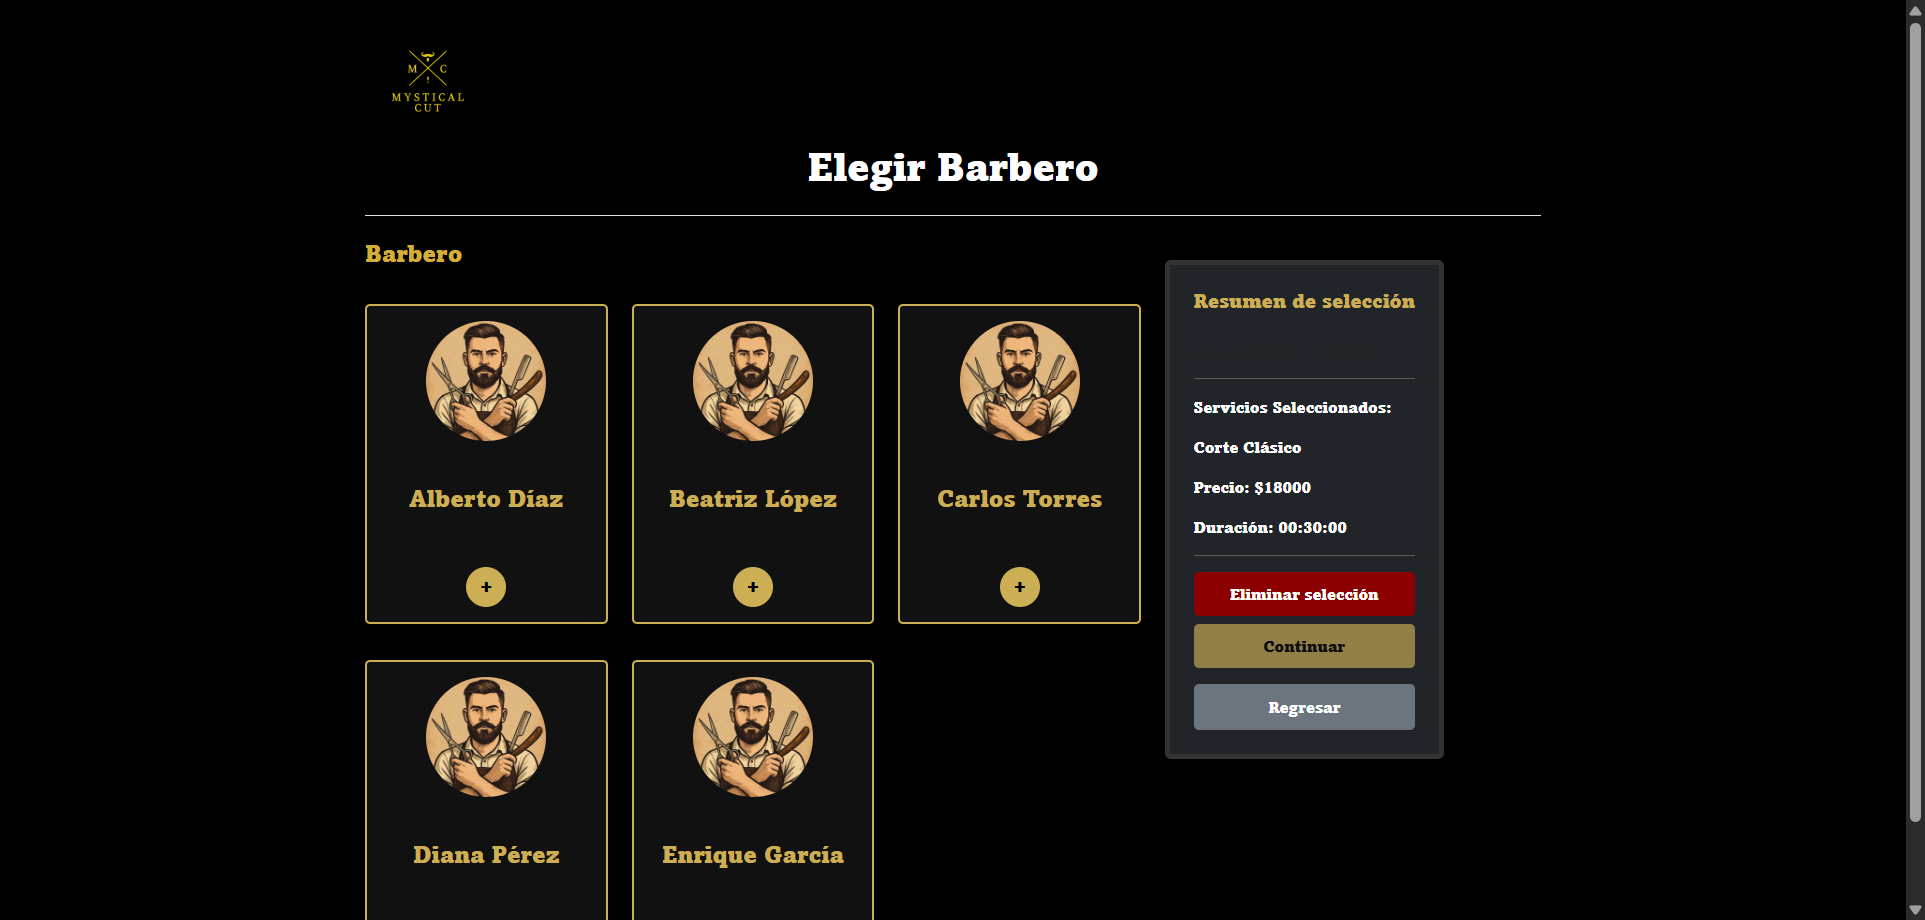 M C
MYSTICAL
CUT
Elegir Barbero
Barbero
Alberto Díaz
+
Beatriz López
+
Carlos Torres
+
Diana Pérez
Enrique García
Resumen de selección
Servicios Seleccionados:
Corte Clásico
Precio: $18000
Duración: 00:30:00
Eliminar selección
Continuar
Regresar